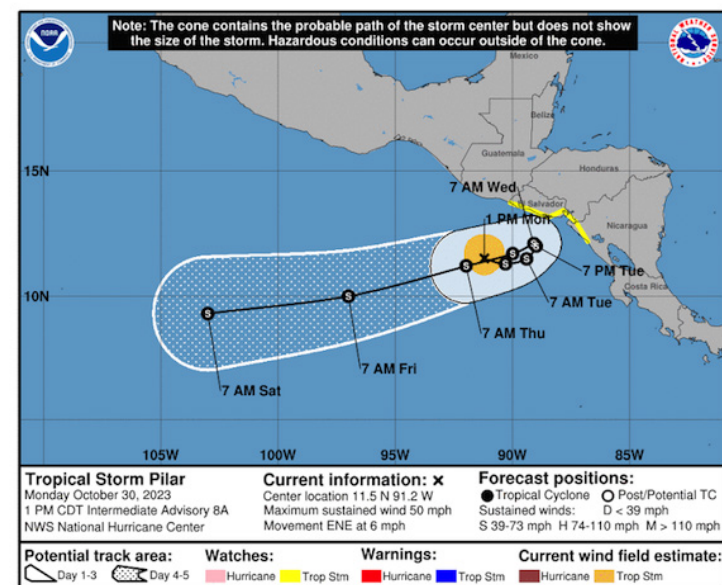 Note: The cone contains the probable path of the storm center but does not show
the size of the storm. Hazardous conditions can occur outside of the cone.
NOAA
Mexico
Belize
15N
Guatemala
Honduras
7 AM Wed
El Salvador
1 PM Mon
Nicaragua
7 PM Tue
Costa Rica
10N
7 AM Tue
7 AM Thu
7 AM Fri
7 AM Sat
105W 100W 95W 90W 85W
Tropical Storm Pilar
Monday October 30, 2023
1 PM CDT Intermediate Advisory 8A
NWS National Hurricane Center
Current information: x
Center location 11.5 N 91.2 W
Maximum sustained wind 50 mph
Movement ENE at 6 mph
Forecast positions:
Tropical Cyclone Post/Potential TC
Sustained winds: D < 39 mph
S 39-73 mph H 74-110 mph M > 110 mph
Potential track area:
Day 1-3 Day 4-5
Watches:
Hurricane Trop Stm
Warnings:
Hurricane Trop Stm
Current wind field estimate:
Hurricane Trop Stm